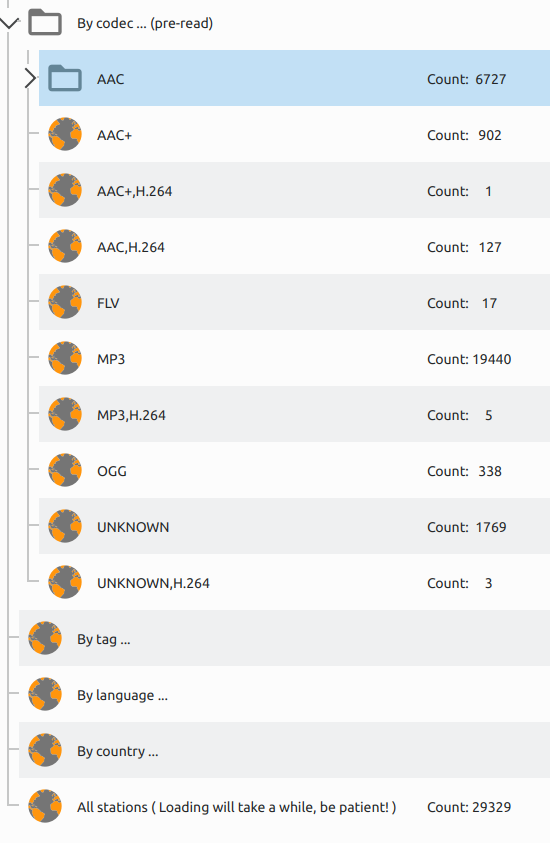 By codec ... (pre-read)
AAC Count: 6727
AAC+ Count: 902
AAC+,H.264 Count: 1
AAC,H.264 Count: 127
FLV Count: 17
MP3 Count: 19440
MP3,H.264 Count: 5
OGG Count: 338
UNKNOWN Count: 1769
UNKNOWN,H.264 Count: 3
By tag ...
By language ...
By country ...
All stations ( Loading will take a while, be patient! ) Count: 29329